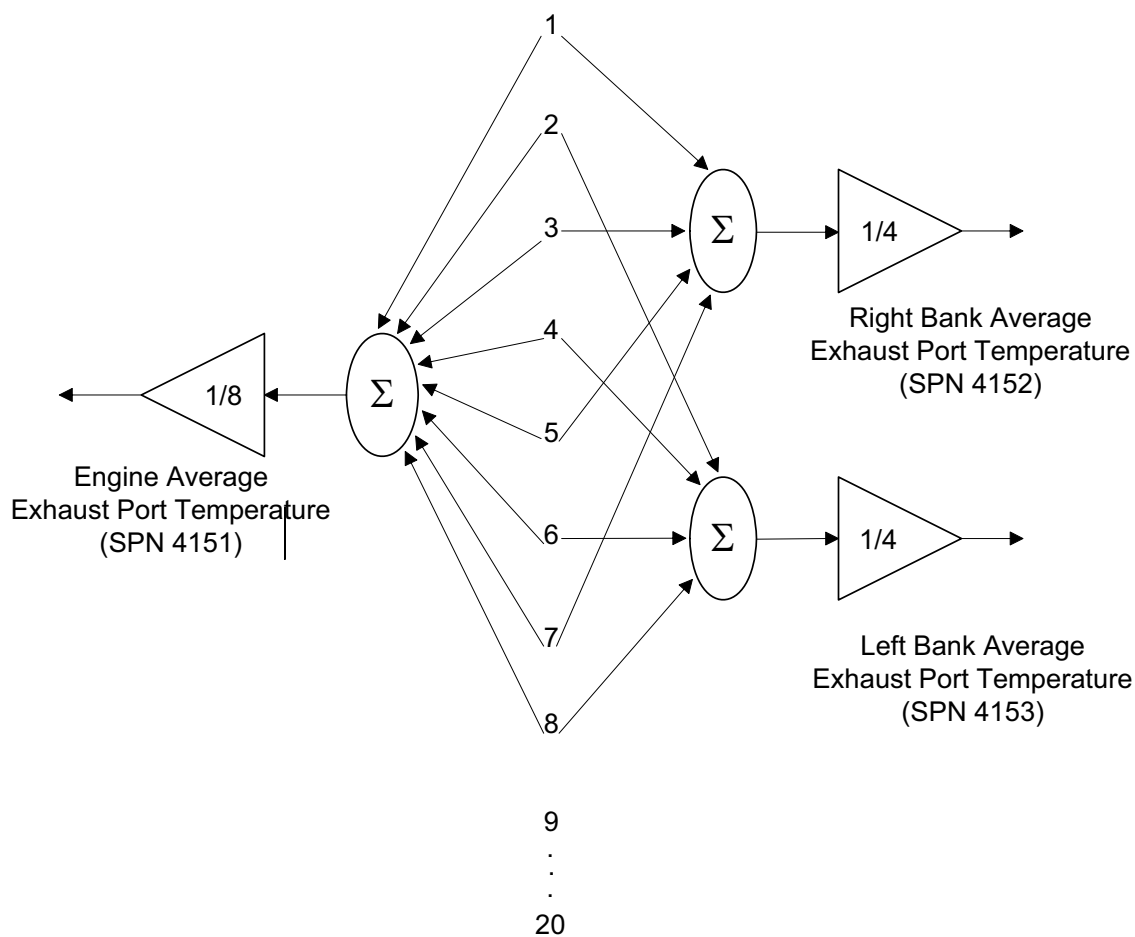 1
2
3
4
5
6
7
8
9
.
.
.
20
Σ
1/8
Engine Average
Exhaust Port Temperature
(SPN 4151)
Σ
1/4
Right Bank Average
Exhaust Port Temperature
(SPN 4152)
Σ
1/4
Left Bank Average
Exhaust Port Temperature
(SPN 4153)